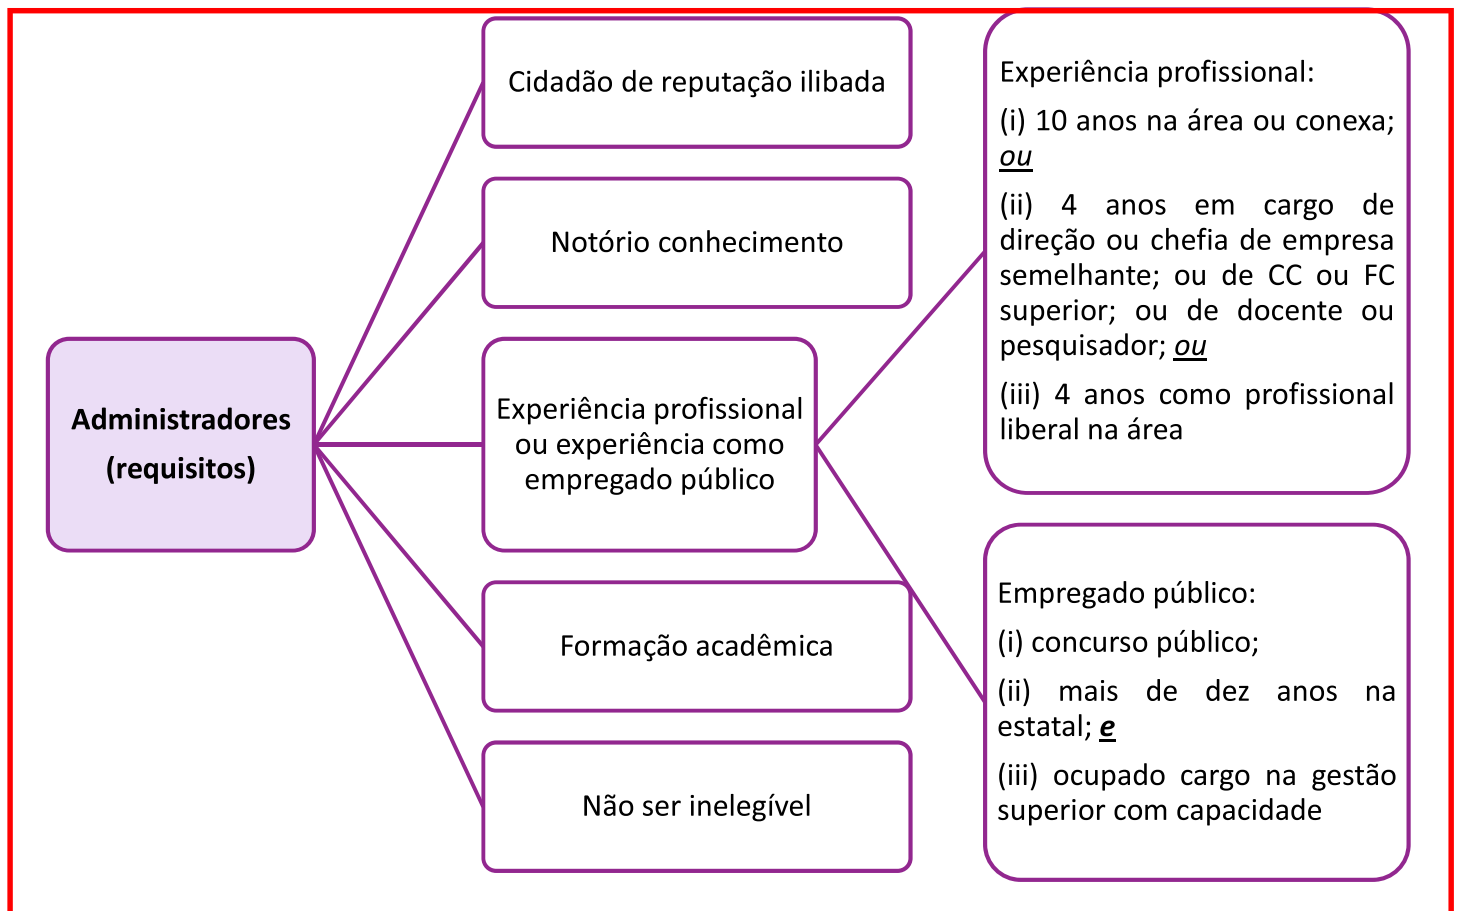 Administradores
(requisitos)
Cidadão de reputação ilibada
Notório conhecimento
Experiência profissional
ou experiência como
empregado público
Formação acadêmica
Não ser inelegível
Experiência profissional:
(i) 10 anos na área ou conexa;
ou
(ii) 4 anos em cargo de
direção ou chefia de empresa
semelhante; ou de CC ou FC
superior; ou de docente ou
pesquisador; ou
(iii) 4 anos como profissional
liberal na área
Empregado público:
(i) concurso público;
(ii) mais de dez anos na
estatal; e
(iii) ocupado cargo na gestão
superior com capacidade